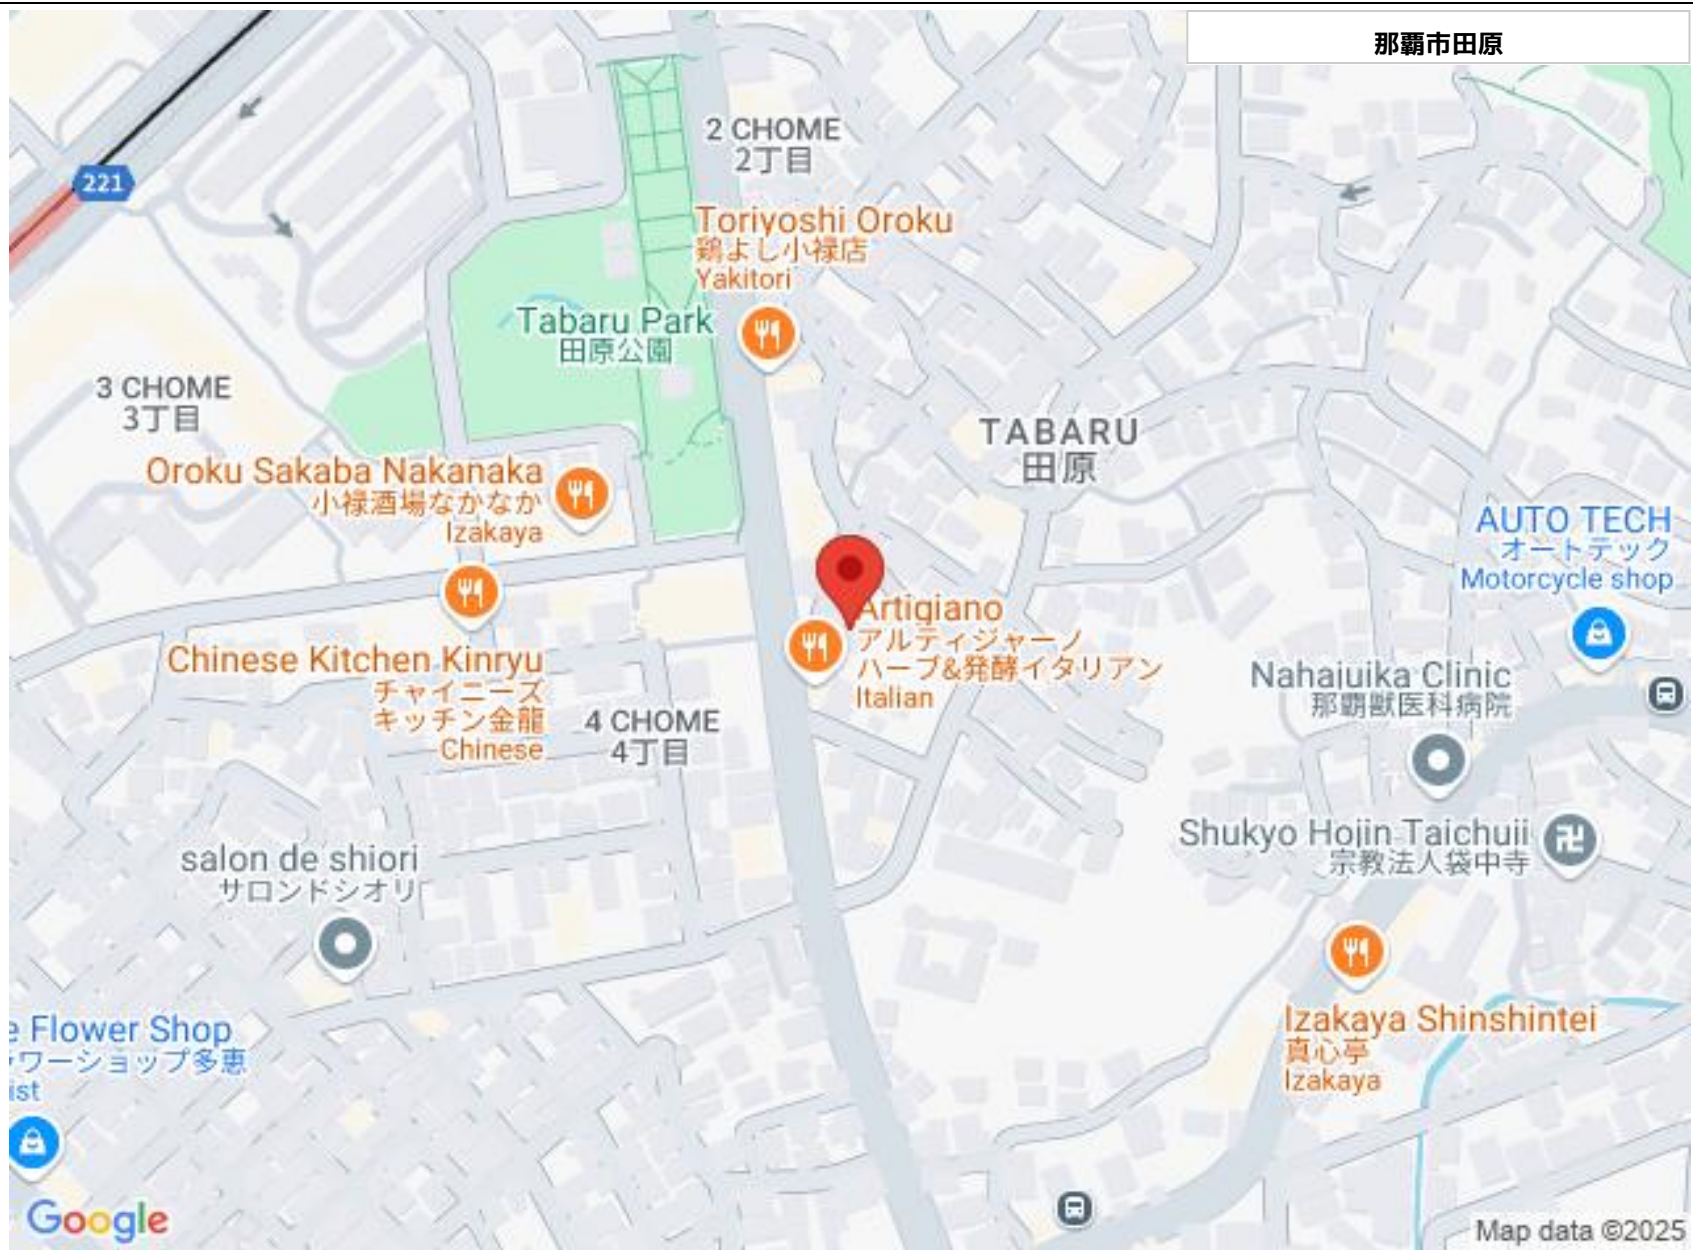 那覇市田原
221
2 CHOME
2丁目
Toriyoshi Oroku
鶏よし小禄店
Yakitori
Tabaru Park
田原公園
3 CHOME
3丁目
TABARU
田原
Oroku Sakaba Nakanaka
小禄酒場なかなか
Izakaya
AUTO TECH
オートテック
Motorcycle shop
Artigiano
アルティジャーノ
ハーブ&発酵イタリアン
Italian
Chinese Kitchen Kinryu
チャイニーズ
キッチン金龍
Chinese
4 CHOME
4丁目
Nahajuika Clinic
那覇獣医科病院
Shukyo Hojin Taichuji
宗教法人袋中寺
卍
salon de shiori
サロンドシオリ
e Flower Shop
ワーショップ多恵
ist
Izakaya Shinshintei
真心亭
Izakaya
Google
Map data ©2025